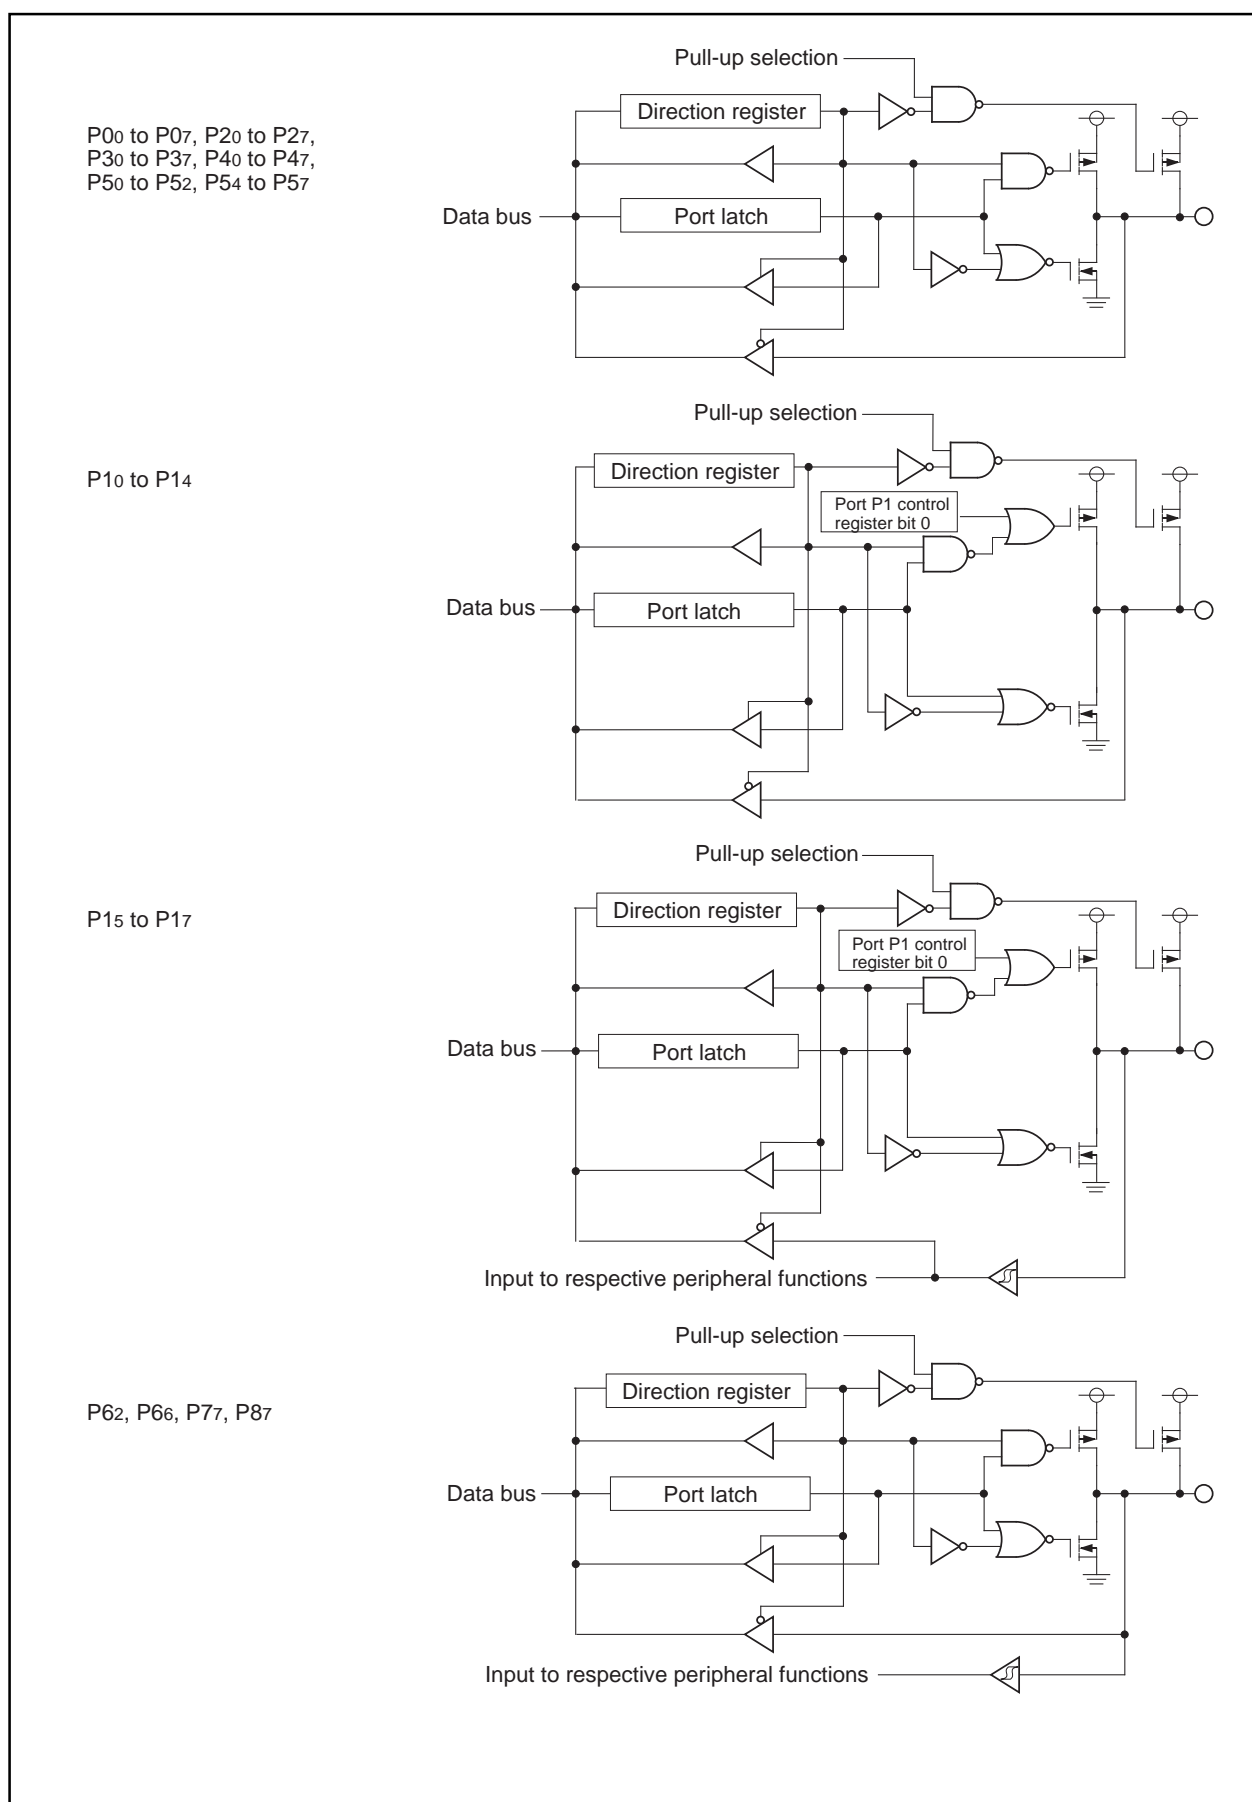 Pull-up selection
Direction register
P00 to P07, P20 to P27,
P30 to P37, P40 to P47,
P50 to P52, P54 to P57
Data bus
Port latch
Pull-up selection
Direction register
P10 to P14
Port P1 control
register bit 0
Data bus
Port latch
Pull-up selection
Direction register
P15 to P17
Port P1 control
register bit 0
Data bus
Port latch
Input to respective peripheral functions
Pull-up selection
Direction register
P62, P66, P77, P87
Data bus
Port latch
Input to respective peripheral functions